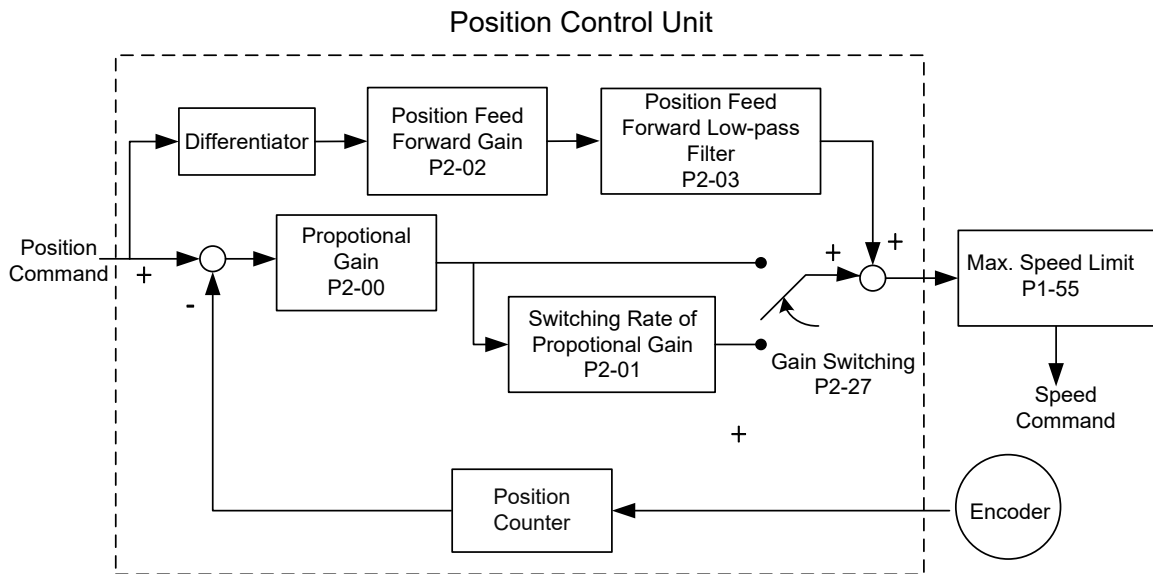 Position Control Unit
Differentiator
Position Feed
Forward Gain
P2-02
Position Feed
Forward Low-pass
Filter
P2-03
Position
Command
+
-
Propotional
Gain
P2-00
Switching Rate of
Propotional Gain
P2-01
+
+
Gain Switching
P2-27
+
Max. Speed Limit
P1-55
Speed
Command
Position
Counter
Encoder